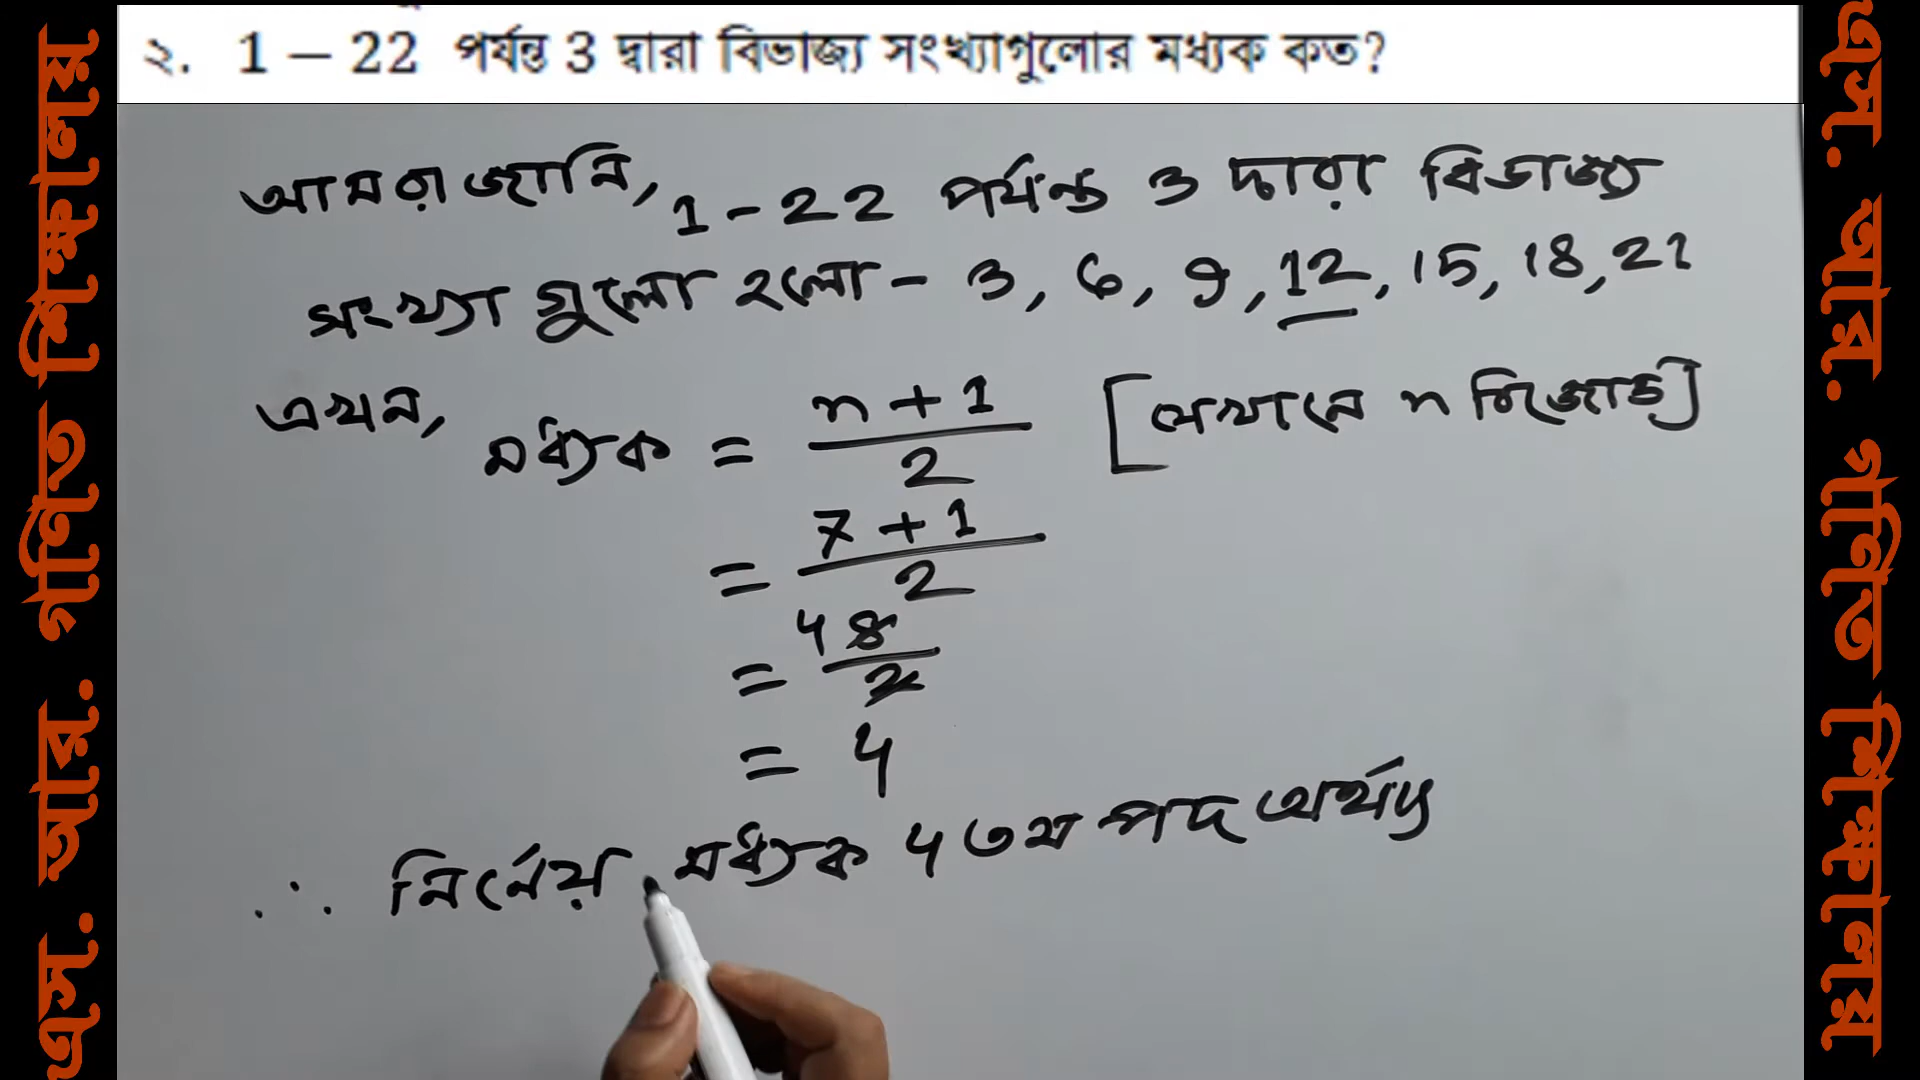 এস. আর. গণিত শিক্ষালয়
২. 1 – 22 পর্যন্ত 3 দ্বারা বিভাজ্য সংখ্যাগুলোর মধ্যক কত?
আমরা জানি, 1-22 পর্যন্ত 3 দ্বারা বিভাজ্য
সংখ্যা গুলো হলো - 3, 6, 9, 12, 15, 18, 21
এখন, মধ্যক = n + 1 / 2 [যেখানে n বিজোড়]
= 7 + 1 / 2
= 4 8 / 2
= 4
∴ নির্নেয় মধ্যক 4 তম পদ অর্থাৎ
এস. আর. গণিত শিক্ষালয়